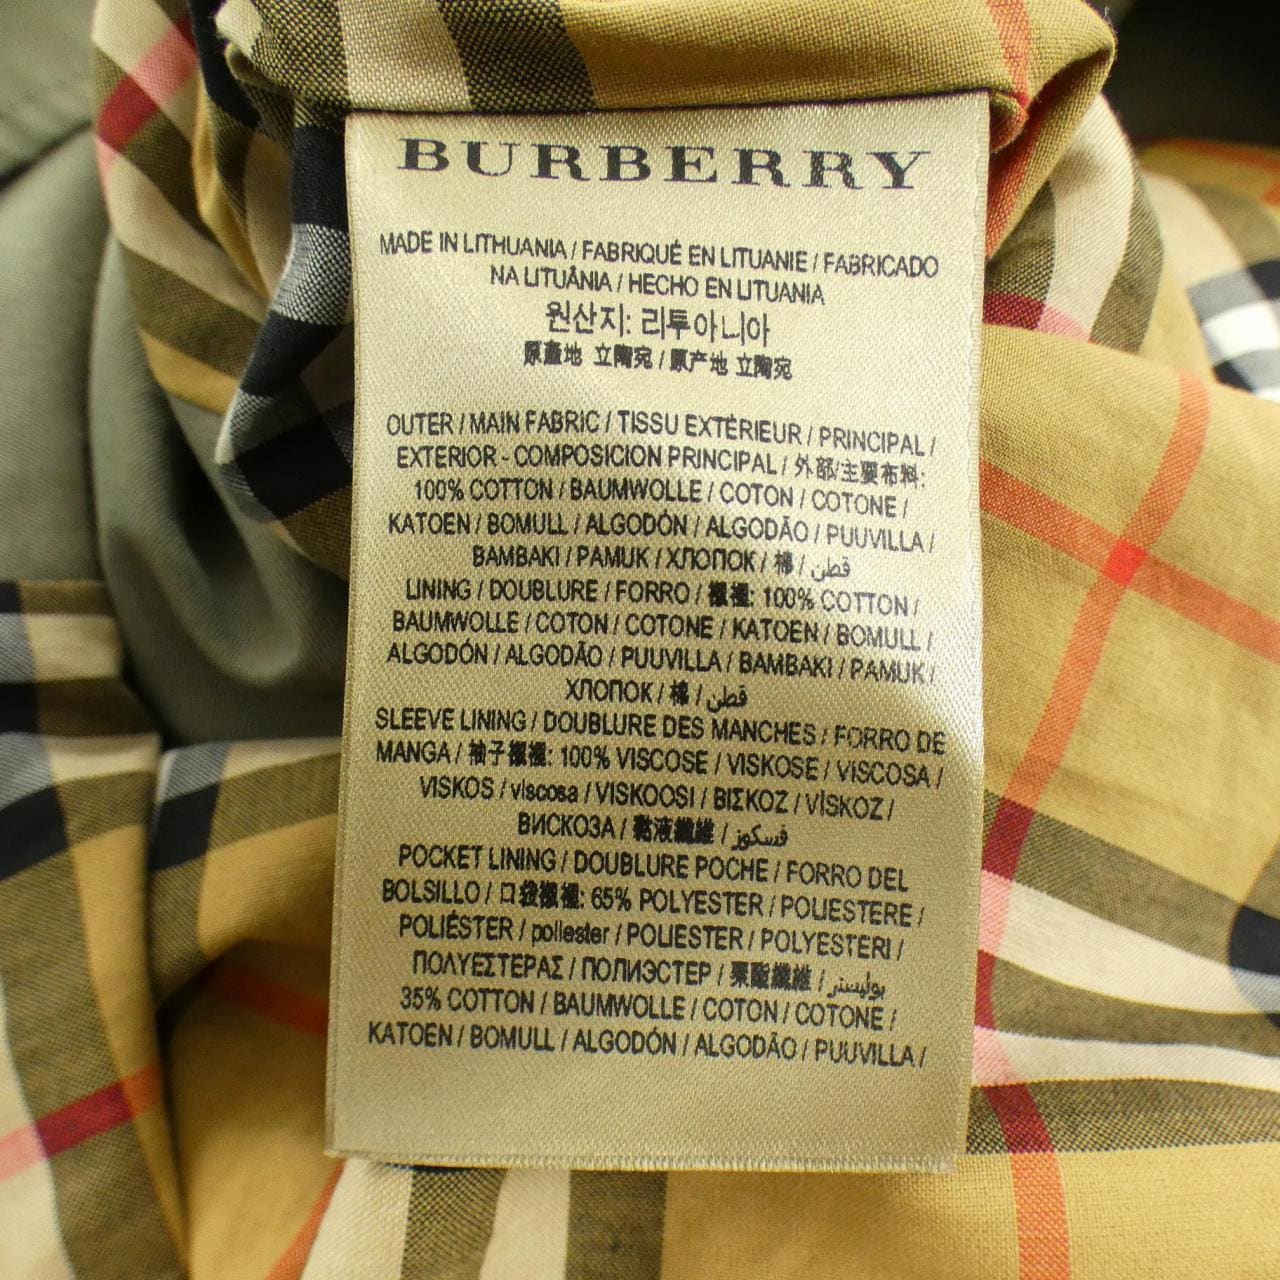 BURBERRY
MADE IN LITHUANIA / FABRIQUÉ EN LITUANIE / FABRICADO
NA LITUÂNIA / HECHO EN LITUANIA
원산지: 리투아니아
原產地 立陶宛 / 原产地 立陶宛
OUTER / MAIN FABRIC / TISSU EXTÉRIEUR / PRINCIPAL /
EXTERIOR - COMPOSICION PRINCIPAL / 外部/主要布料:
100% COTTON / BAUMWOLLE / COTON / COTONE /
KATOEN / BOMULL / ALGODÓN / ALGODÃO / PUUVILLA /
BAMBAKI / PAMUK / ХЛОПОК / 棉 / قطن
LINING / DOUBLURE / FORRO / 襯裡: 100% COTTON /
BAUMWOLLE / COTON / COTONE / KATOEN / BOMULL /
ALGODÓN / ALGODÃO / PUUVILLA / BAMBAKI / PAMUK /
ХЛОПОК / 棉 / قطن
SLEEVE LINING / DOUBLURE DES MANCHES / FORRO DE
MANGA / 袖子襯裡: 100% VISCOSE / VISKOSE / VISCOSA /
VISKOS / viscosa / VISKOOSI / ΒΙΣΚΟΖ / VİSKOZ /
ВИСКОЗА / 黏液纖維 / فسكوز
POCKET LINING / DOUBLURE POCHE / FORRO DEL
BOLSILLO / 口袋襯裡: 65% POLYESTER / POLIESTERE /
POLIÉSTER / poliester / POLIESTER / POLYESTERI /
ΠΟΛΥΕΣΤΕΡΑΣ / ПОЛИЭСТЕР / 聚酯纖維 / بوليستر
35% COTTON / BAUMWOLLE / COTON / COTONE /
KATOEN / BOMULL / ALGODÓN / ALGODÃO / PUUVILLA /